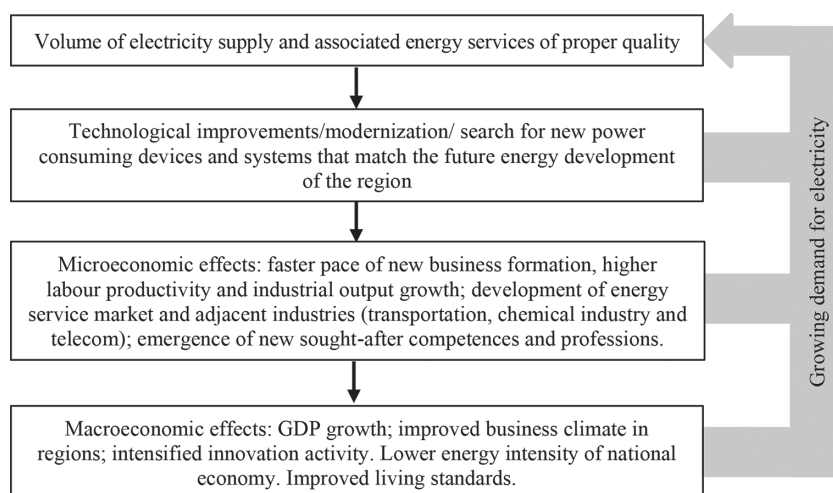 Volume of electricity supply and associated energy services of proper quality
Technological improvements/modernization/ search for new power
consuming devices and systems that match the future energy development
of the region
Microeconomic effects: faster pace of new business formation, higher
labour productivity and industrial output growth; development of energy
service market and adjacent industries (transportation, chemical industry and
telecom); emergence of new sought-after competences and professions.
Macroeconomic effects: GDP growth; improved business climate in
regions; intensified innovation activity. Lower energy intensity of national
economy. Improved living standards.
Growing demand for electricity